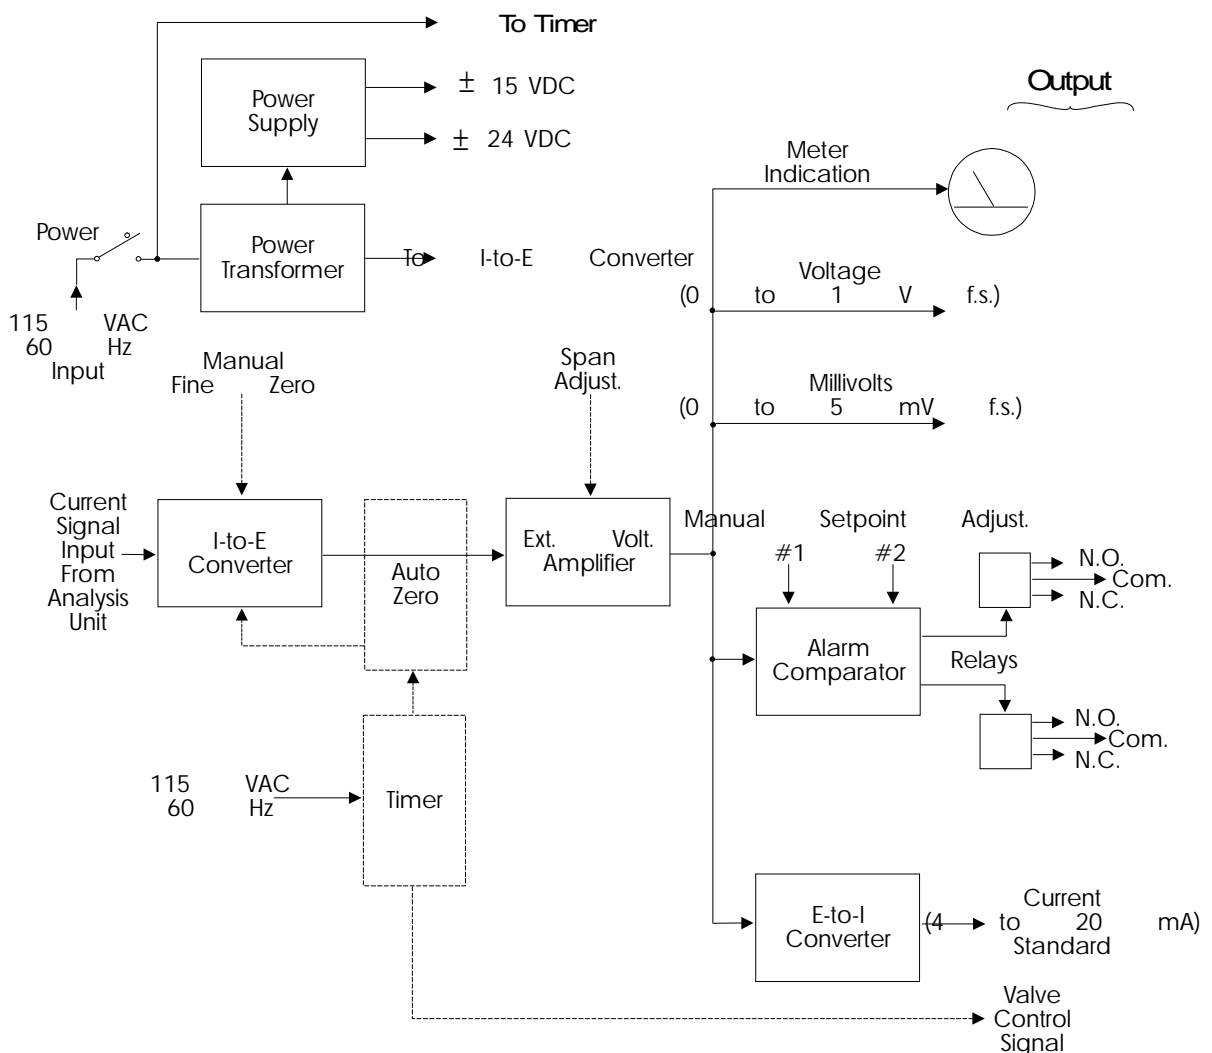 To Timer
Power
Supply
± 15 VDC
± 24 VDC
Output
Meter
Indication
Power
Power
Transformer
To I-to-E Converter
Voltage
(0 to 1 V f.s.)
115 VAC
60 Hz
Input
Manual
Fine Zero
Span
Adjust.
Millivolts
(0 to 5 mV f.s.)
Current
Signal
Input
From
Analysis
Unit
I-to-E
Converter
Auto
Zero
Ext. Volt.
Amplifier
Manual Setpoint Adjust.
#1 #2
N.O.
Com.
N.C.
Alarm
Comparator
Relays
N.O.
Com.
N.C.
115 VAC
60 Hz
Timer
E-to-I
Converter
Current
(4 to 20 mA)
Standard
Valve
Control
Signal